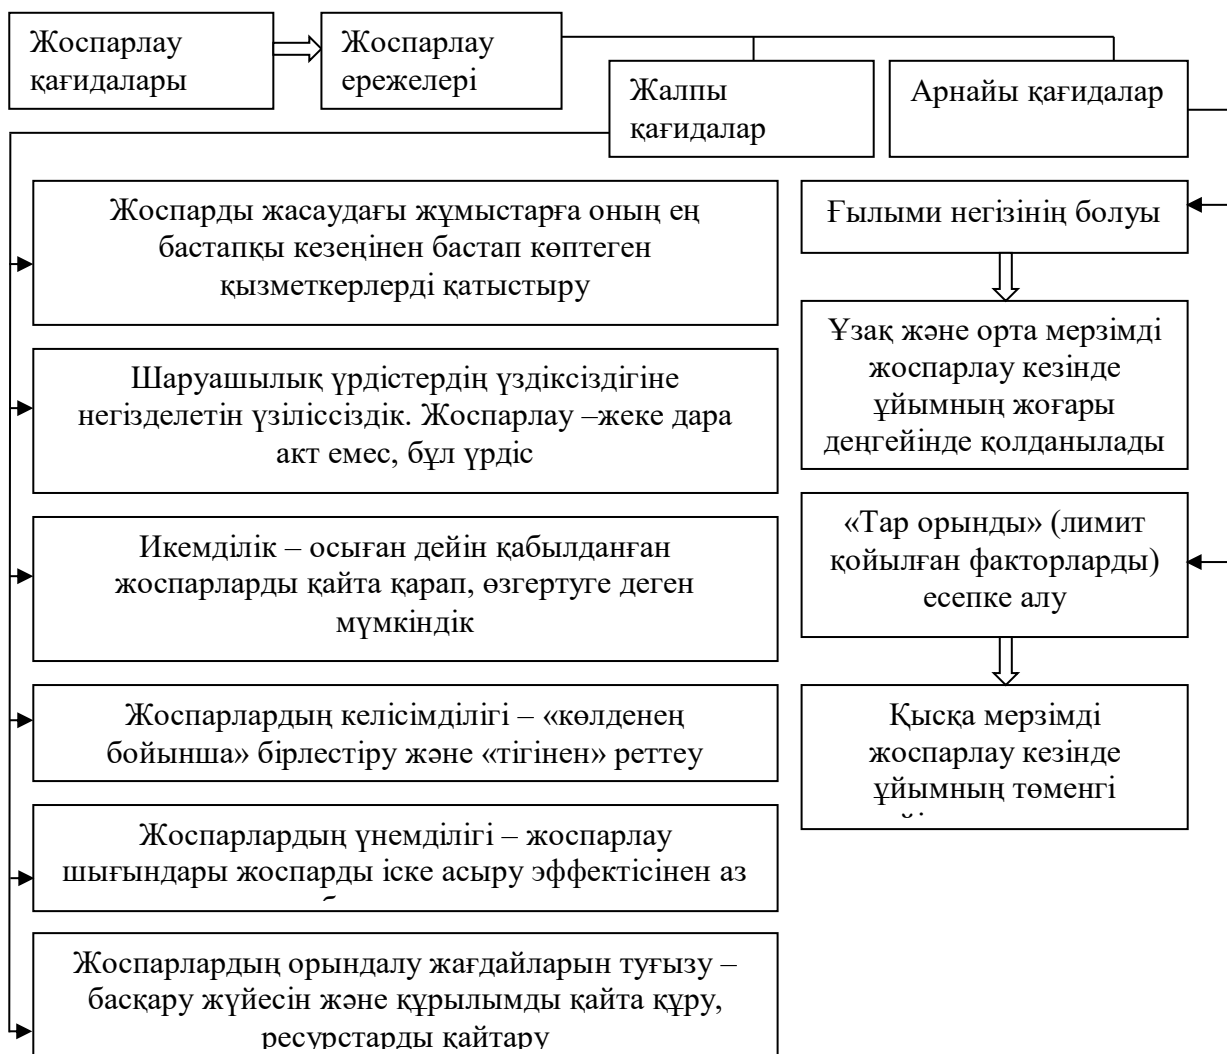 Жоспарлау
қағидалары
Жоспарлау
ережелері
Жалпы
қағидалар
Арнайы қағидалар
Жоспарды жасаудағы жұмыстарға оның ең
бастапқы кезеңінен бастап көптеген
қызметкерлерді қатыстыру
Шаруашылық үрдістердің үздіксіздігіне
негізделетін үзіліссіздік. Жоспарлау –жеке дара
акт емес, бұл үрдіс
Икемділік – осыған дейін қабылданған
жоспарларды қайта қарап, өзгертуге деген
мүмкіндік
Жоспарлардың келісімділігі – «көлденең
бойынша» бірлестіру және «тігінен» реттеу
Жоспарлардың үнемділігі – жоспарлау
шығындары жоспарды іске асыру эффектісінен аз
Жоспарлардың орындалу жағдайларын туғызу –
басқару жүйесін және құрылымды қайта құру,
ресурстарды қайтару
Ғылыми негізінің болуы
Ұзақ және орта мерзімді
жоспарлау кезінде
ұйымның жоғары
деңгейінде қолданылады
«Тар орынды» (лимит
қойылған факторларды)
есепке алу
Қысқа мерзімді
жоспарлау кезінде
ұйымның төменгі